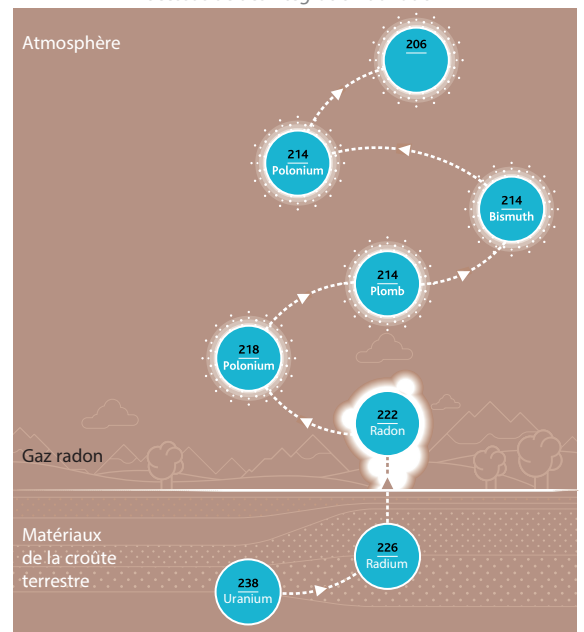 Atmosphère
206
214
Polonium
214
Bismuth
214
Plomb
218
Polonium
222
Radon
Gaz radon
Matériaux
de la croûte
terrestre
226
Radium
238
Uranium